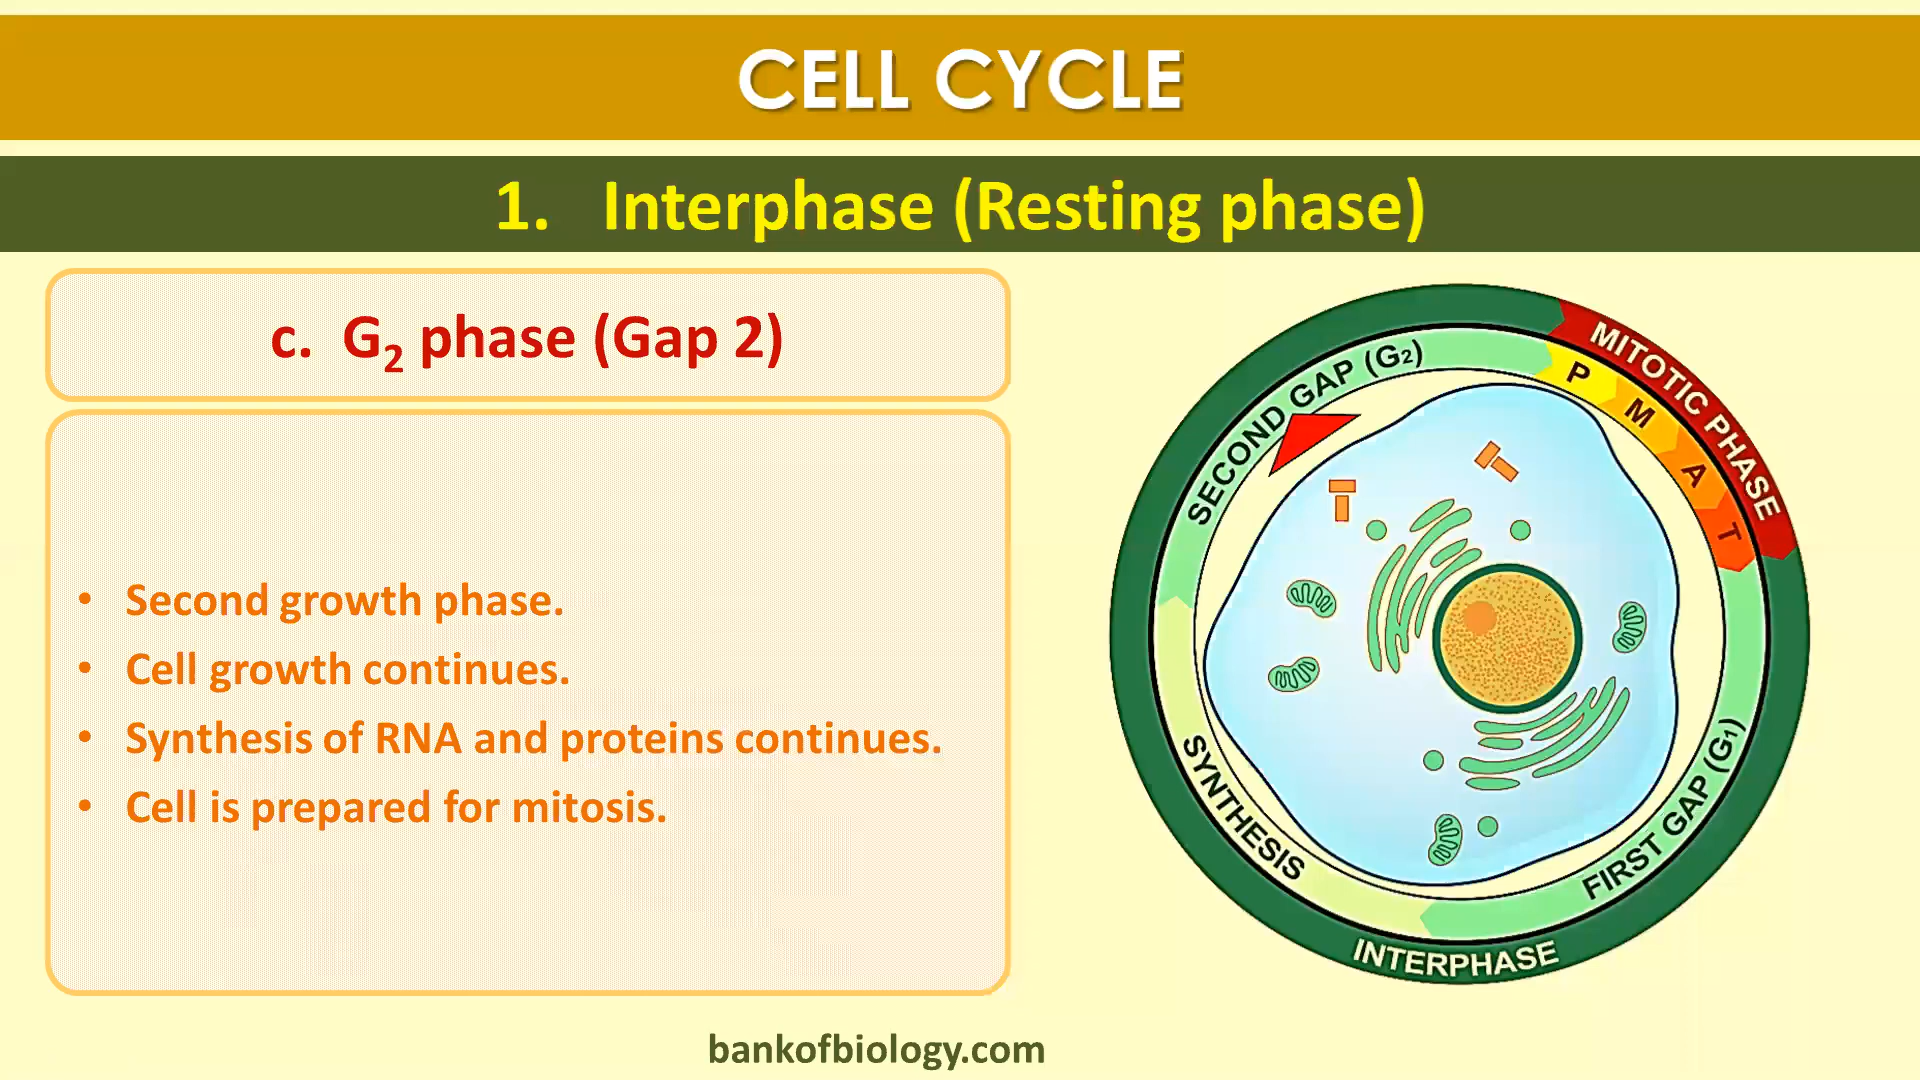 CELL CYCLE
1. Interphase (Resting phase)
c. G₂ phase (Gap 2)
• Second growth phase.
• Cell growth continues.
• Synthesis of RNA and proteins continues.
• Cell is prepared for mitosis.
SECOND GAP (G₂)
MITOTIC PHASE
P
M
A
T
SYNTHESIS
FIRST GAP (G₁)
INTERPHASE
bankofbiology.com